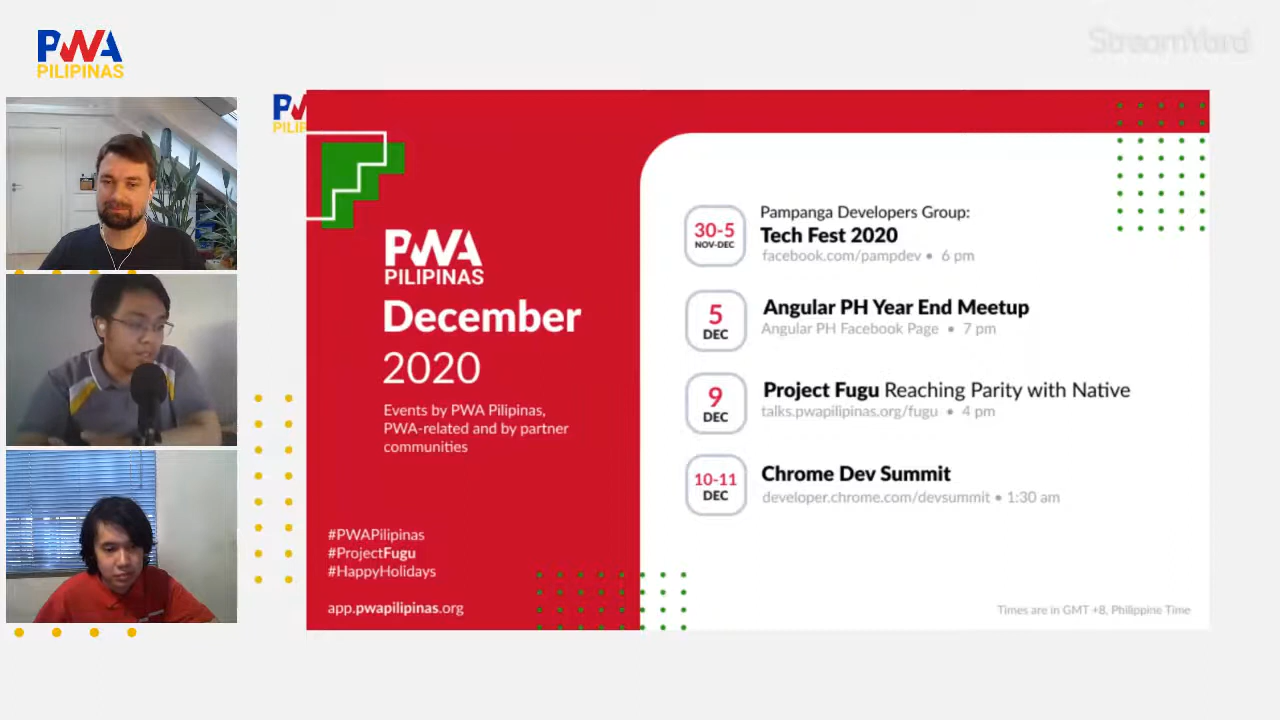 PWA
PILIPINAS
StreamYard
PWA
PILIPINAS
December
2020
Events by PWA Pilipinas,
PWA-related and by partner
communities
#PWAPilipinas
#ProjectFugu
#HappyHolidays
app.pwapilipinas.org
30-5
NOV-DEC
Pampanga Developers Group:
Tech Fest 2020
facebook.com/pampdev • 6 pm
5
DEC
Angular PH Year End Meetup
Angular PH Facebook Page • 7 pm
9
DEC
Project Fugu Reaching Parity with Native
talks.pwapilipinas.org/fugu • 4 pm
10-11
DEC
Chrome Dev Summit
developer.chrome.com/devsummit • 1:30 am
Times are in GMT +8, Philippine Time